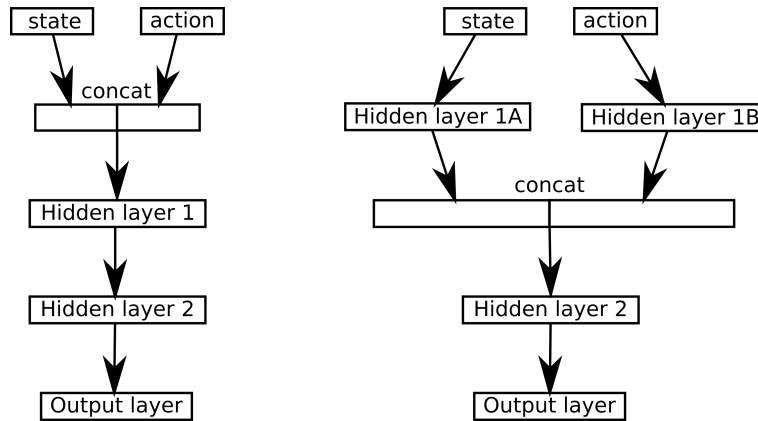 state
action
concat
Hidden layer 1
Hidden layer 2
Output layer
state
action
Hidden layer 1A
Hidden layer 1B
concat
Hidden layer 2
Output layer